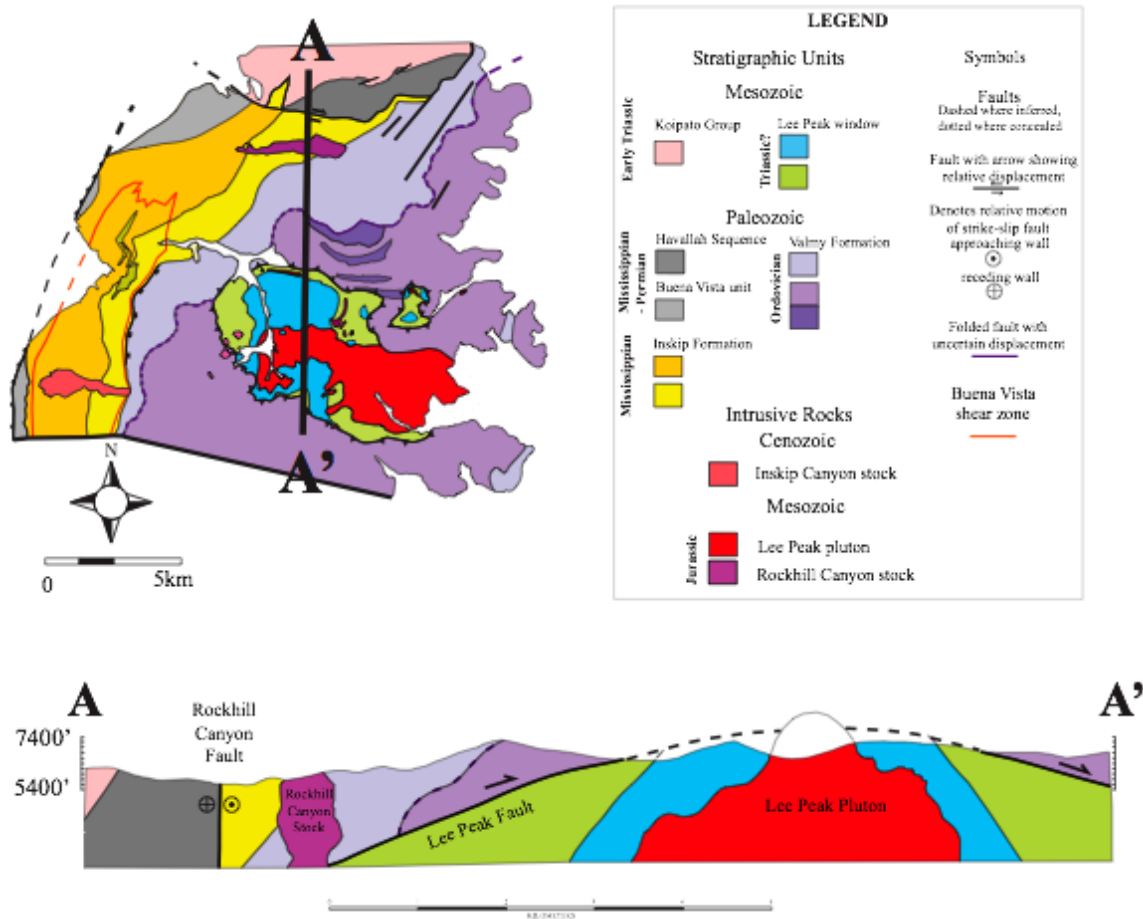 A
A'
N
0 5km
LEGEND
Stratigraphic Units
Symbols
Mesozoic
Early Triassic
Koipato Group
Triassic?
Lee Peak window
Paleozoic
Mississippian - Permian
Havallah Sequence
Buena Vista unit
Ordovician
Valmy Formation
Mississippian
Inskip Formation
Intrusive Rocks
Cenozoic
Inskip Canyon stock
Mesozoic
Jurassic
Lee Peak pluton
Rockhill Canyon stock
Faults
Dashed where inferred,
dotted where concealed
Fault with arrow showing
relative displacement
Denotes relative motion
of strike-slip fault
approaching wall
receding wall
Folded fault with
uncertain displacement
Buena Vista
shear zone
A
A'
7400'
5400'
Rockhill
Canyon
Fault
Rockhill
Canyon
Stock
Lee Peak Fault
Lee Peak Pluton